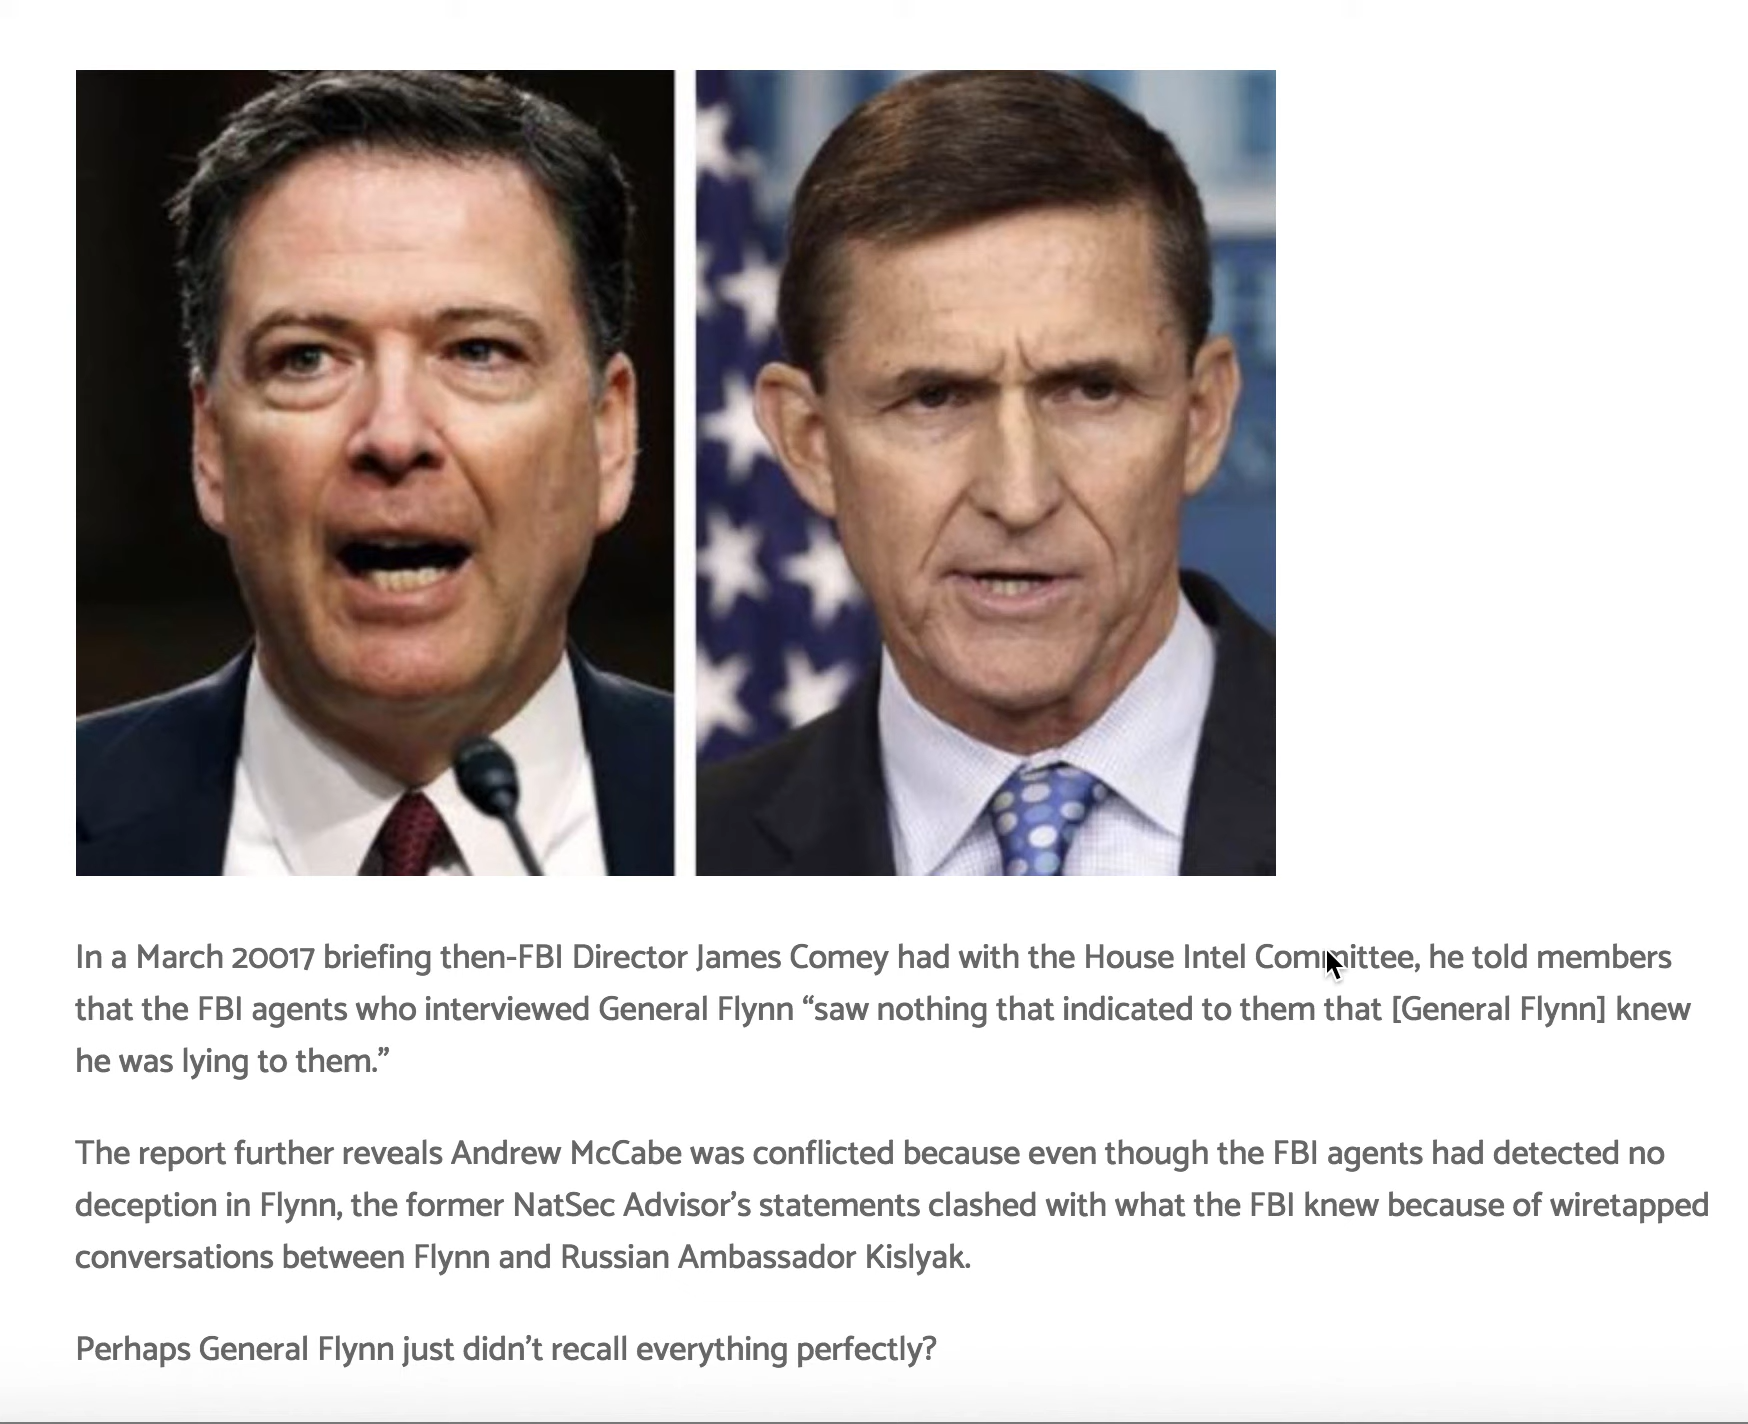 In a March 20017 briefing then-FBI Director James Comey had with the House Intel Committee, he told members
that the FBI agents who interviewed General Flynn “saw nothing that indicated to them that [General Flynn] knew
he was lying to them.”
The report further reveals Andrew McCabe was conflicted because even though the FBI agents had detected no
deception in Flynn, the former NatSec Advisor’s statements clashed with what the FBI knew because of wiretapped
conversations between Flynn and Russian Ambassador Kislyak.
Perhaps General Flynn just didn’t recall everything perfectly?